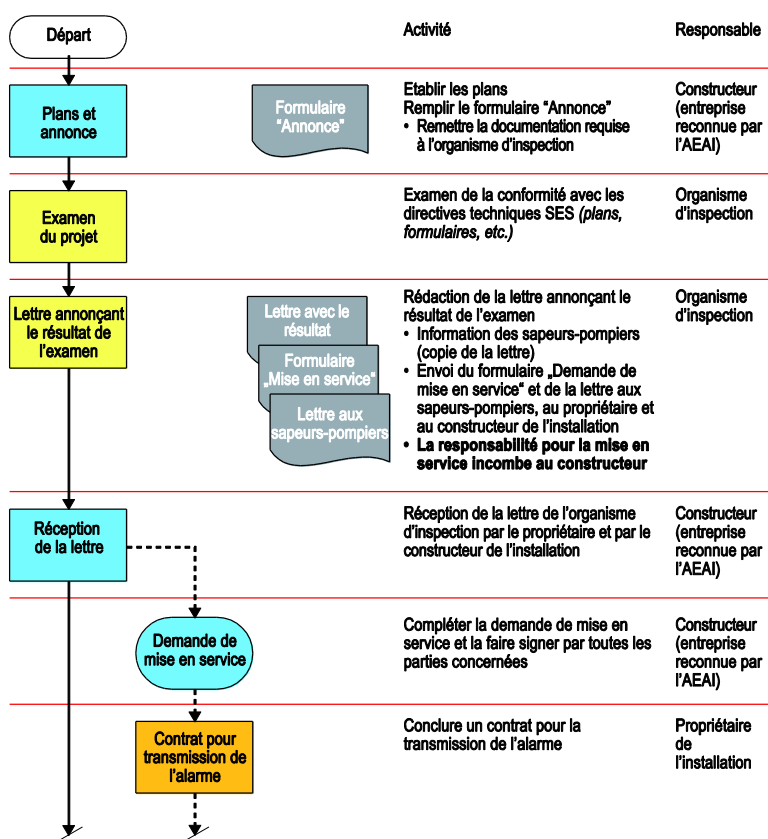 Départ
Activité
Responsable
Plans et
annonce
Formulaire
“Annonce”
Etablir les plans
Remplir le formulaire “Annonce”
• Remettre la documentation requise
à l’organisme d’inspection
Constructeur
(entreprise
reconnue par
l’AEAI)
Examen
du projet
Examen de la conformité avec les
directives techniques SES (plans,
formulaires, etc.)
Organisme
d’inspection
Lettre annonçant
le résultat de
l’examen
Lettre avec le
résultat
Formulaire
„Mise en service“
Lettre aux
sapeurs-pompiers
Rédaction de la lettre annonçant le
résultat de l’examen
• Information des sapeurs-pompiers
(copie de la lettre)
• Envoi du formulaire „Demande de
mise en service“ et de la lettre aux
sapeurs-pompiers, au propriétaire et
au constructeur de l’installation
• La responsabilité pour la mise en
service incombe au constructeur
Organisme
d’inspection
Réception
de la lettre
Réception de la lettre de l’organisme
d’inspection par le propriétaire et par le
constructeur de l’installation
Constructeur
(entreprise
reconnue par
l’AEAI)
Demande de
mise en service
Compléter la demande de mise en
service et la faire signer par toutes les
parties concernées
Constructeur
(entreprise
reconnue par
l’AEAI)
Contrat pour
transmission de
l’alarme
Conclure un contrat pour la
transmission de l’alarme
Propriétaire
de
l’installation